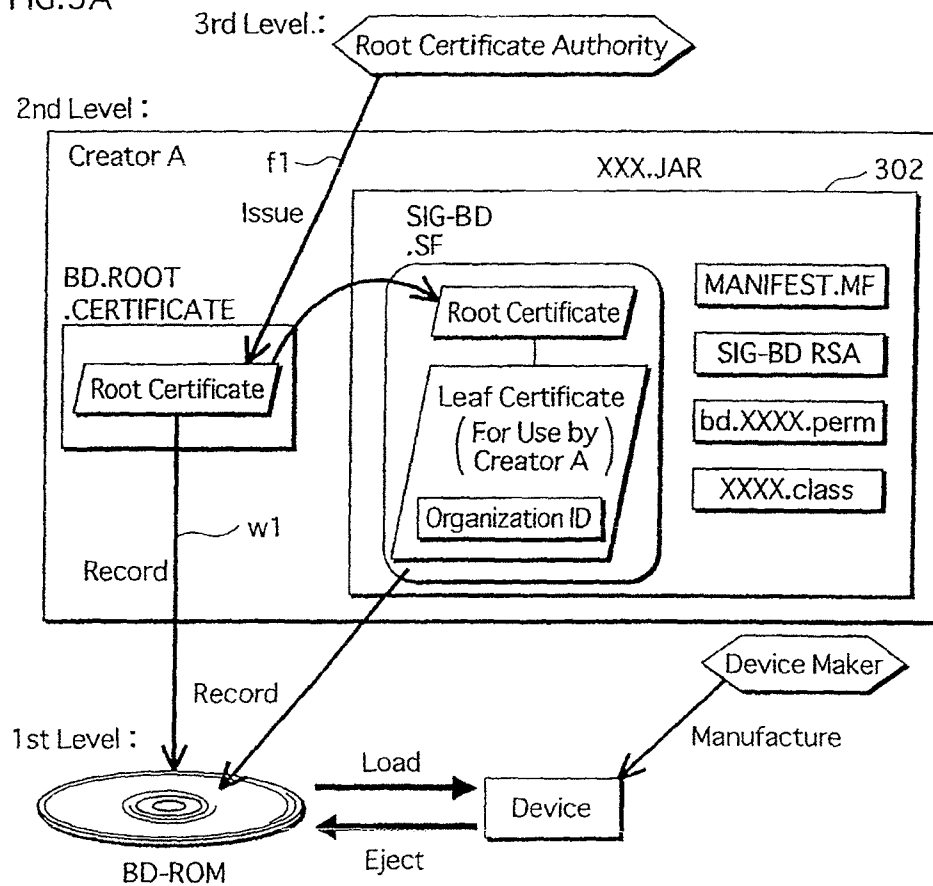 FIG.5A
3rd Level.:
Root Certificate Authority
2nd Level :
Creator A
f1
XXX.JAR
302
Issue
SIG-BD
.SF
BD.ROOT
.CERTIFICATE
Root Certificate
MANIFEST.MF
Root Certificate
SIG-BD RSA
Leaf Certificate
(For Use by
Creator A)
bd.XXXX.perm
XXXX.class
Organization ID
w1
Record
Device Maker
Record
Manufacture
1st Level :
Load
Device
Eject
BD-ROM